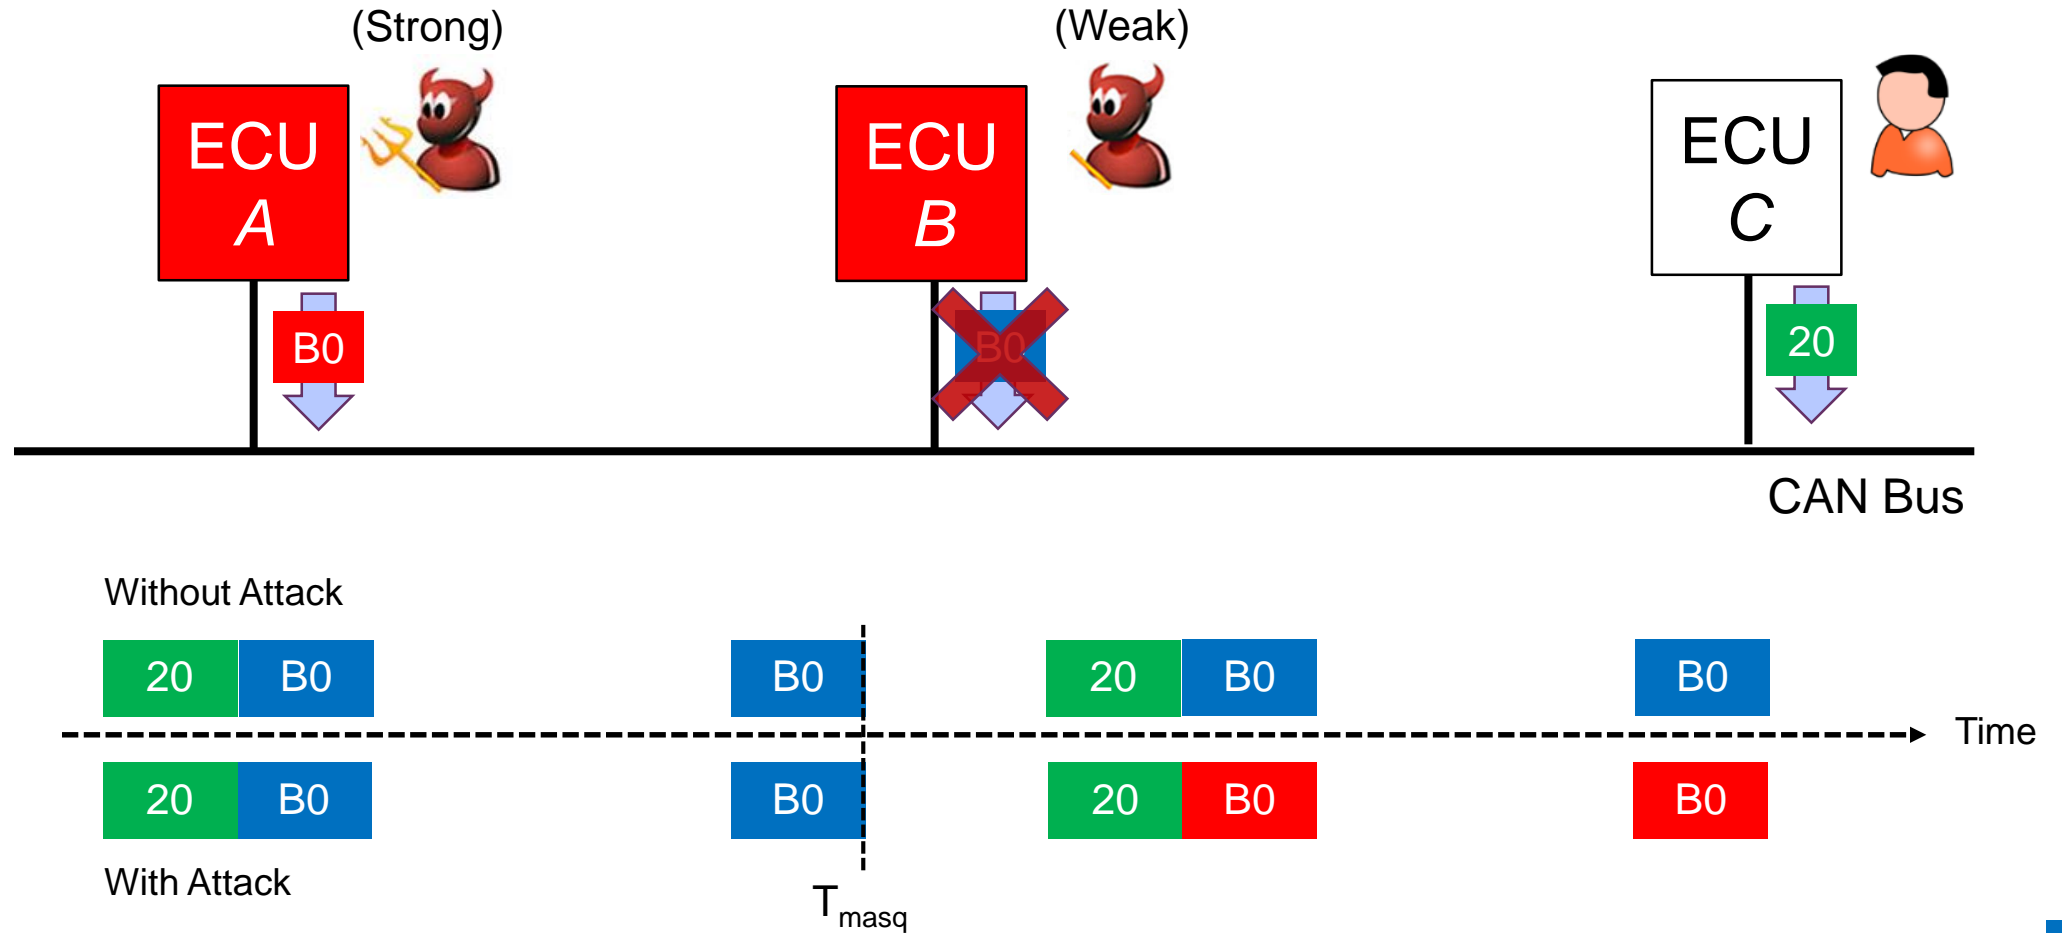 (Strong)
(Weak)
ECU
A
ECU
B
ECU
C
B0
B0
20
CAN Bus
Without Attack
20 B0 B0 20 B0 B0
Time
20 B0 B0 20 B0 B0
With Attack
Tmasq